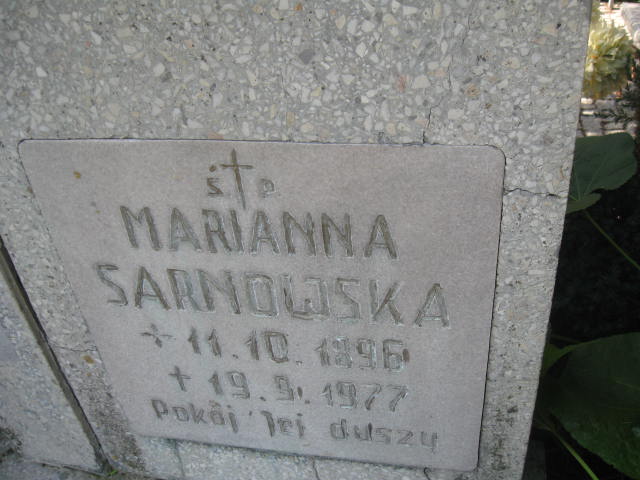 ś † p
MARIANNA
SARNOWSKA
✢ 11.10.1896
† 19.9.1977
Pokój Jej duszy